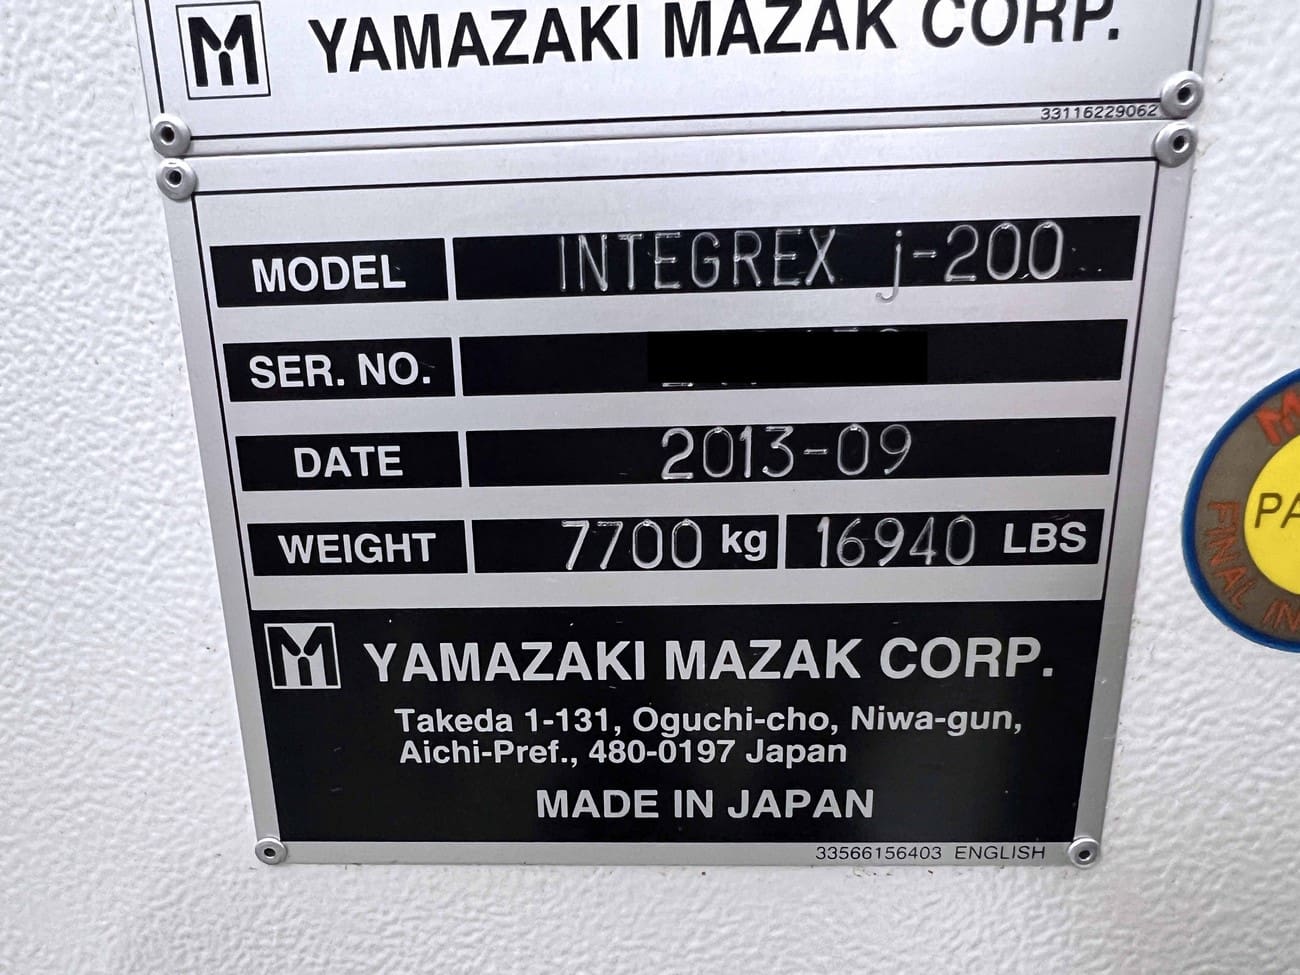 YAMAZAKI MAZAK CORP.
33116229062
MODEL INTEGREX j-200
SER. NO.
DATE 2013-09
WEIGHT 7700 kg 16940 LBS
YAMAZAKI MAZAK CORP.
Takeda 1-131, Oguchi-cho, Niwa-gun,
Aichi-Pref., 480-0197 Japan
MADE IN JAPAN
33566156403 ENGLISH
FINAL